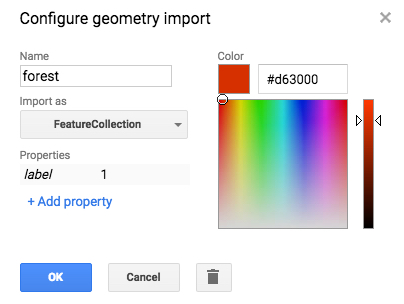 Configure geometry import
Name
forest
Import as
FeatureCollection
Properties
label 1
+ Add property
Color
#d63000
OK
Cancel